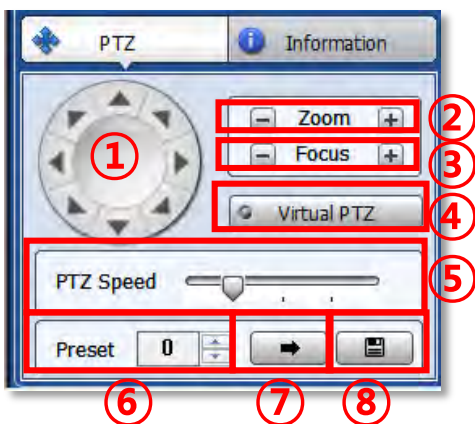 PTZ Information
① Zoom ②
Focus ③
Virtual PTZ ④
PTZ Speed ⑤
Preset 0
⑥ ⑦ ⑧